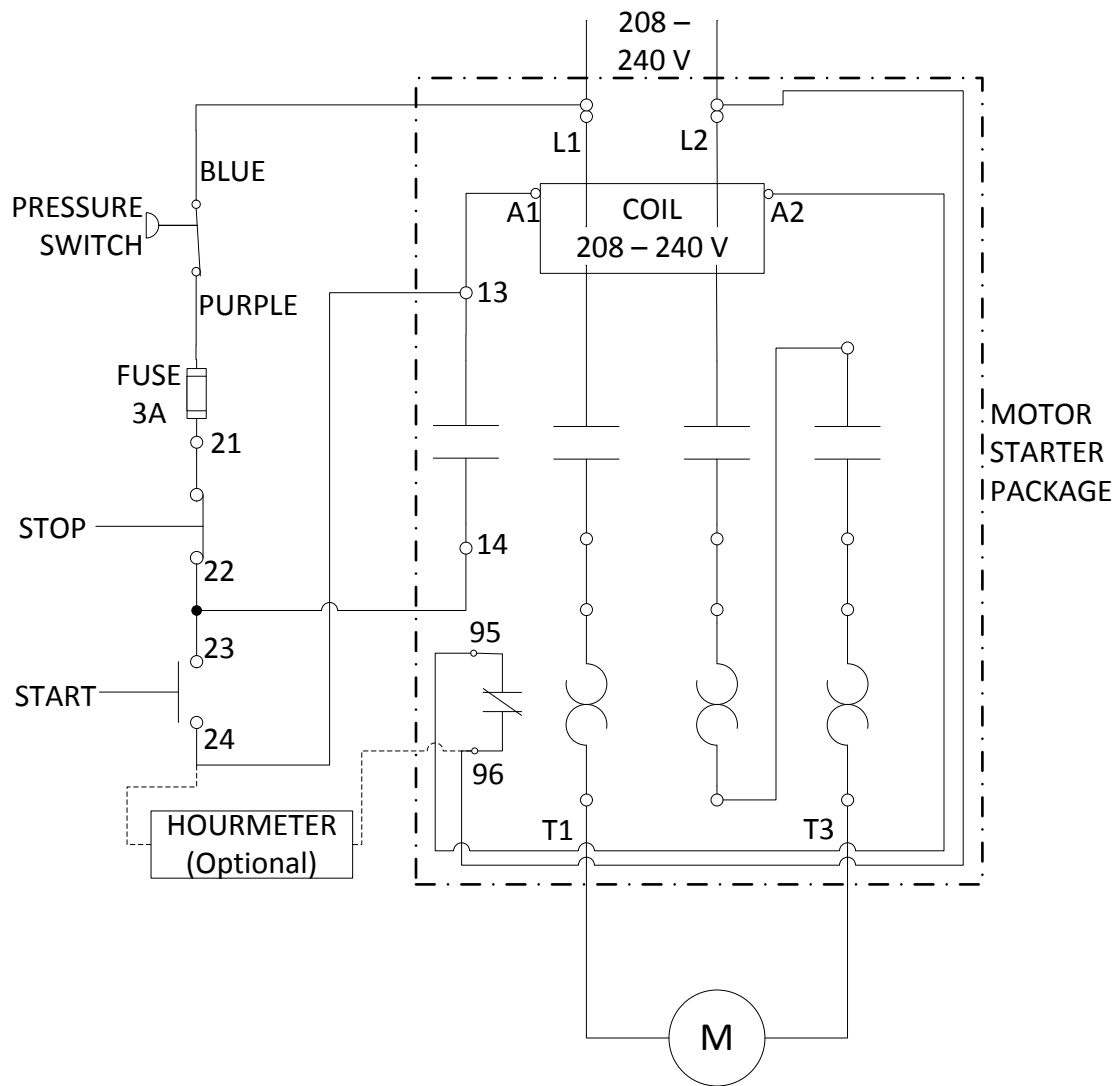 208 –
240 V
L1
L2
BLUE
PRESSURE
SWITCH
A1
COIL
A2
208 – 240 V
13
PURPLE
FUSE
3A
21
MOTOR
STARTER
PACKAGE
STOP
14
22
23
95
START
24
96
HOURMETER
(Optional)
T1
T3
M